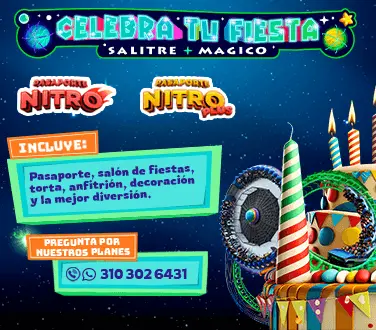 CELEBRA TU FIESTA
SALITRE + MAGICO
PASAPORTE PASAPORTE
NITRO NITRO
PLUS
INCLUYE:
Pasaporte, salón de fiestas,
torta, anfitrión, decoración
y la mejor diversión.
PREGUNTA POR
NUESTROS PLANES
310 302 6431